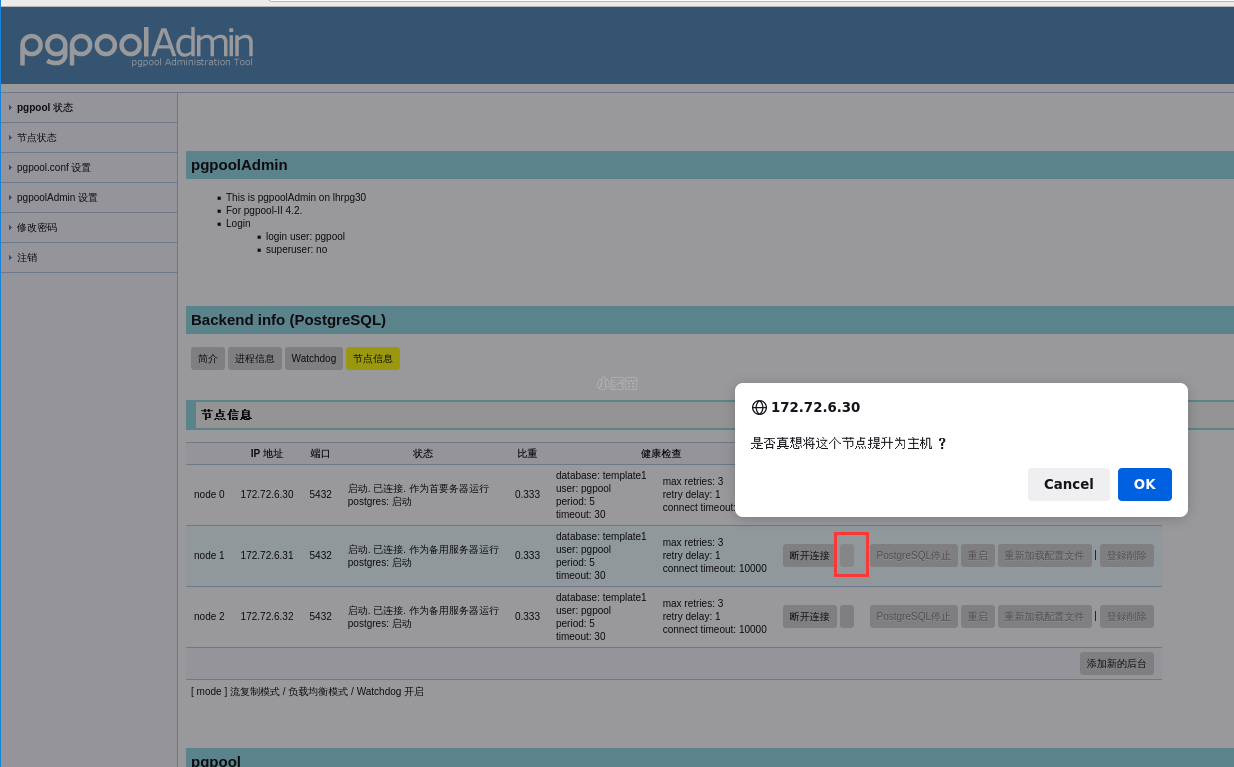 pgpoolAdmin
pgpool Administration Tool
pgpool 状态
节点状态
pgpool.conf 设置
pgpoolAdmin 设置
修改密码
注销
pgpoolAdmin
This is pgpoolAdmin on lhrpg30
For pgpool-II 4.2.
Login
login user: pgpool
superuser: no
Backend info (PostgreSQL)
简介 进程信息 Watchdog 节点信息
节点信息
172.72.6.30
是否真想将这个节点提升为主机 ?
Cancel OK
IP 地址 端口 状态 比重 健康检查
node 0 172.72.6.30 5432 启动. 已连接. 作为首要务器运行
postgres: 启动
0.333
database: template1
user: pgpool
period: 5
timeout: 30
max retries: 3
retry delay: 1
connect timeout:
node 1 172.72.6.31 5432 启动. 已连接. 作为备用服务器运行
postgres: 启动
0.333
database: template1
user: pgpool
period: 5
timeout: 30
max retries: 3
retry delay: 1
connect timeout: 10000
断开连接 PostgreSQL停止 重启 重新加载配置文件 | 登録削除
node 2 172.72.6.32 5432 启动. 已连接. 作为备用服务器运行
postgres: 启动
0.333
database: template1
user: pgpool
period: 5
timeout: 30
max retries: 3
retry delay: 1
connect timeout: 10000
断开连接 PostgreSQL停止 重启 重新加载配置文件 | 登録削除
添加新的后台
[ mode ] 流复制模式 / 负载均衡模式 / Watchdog 开启
pgpool